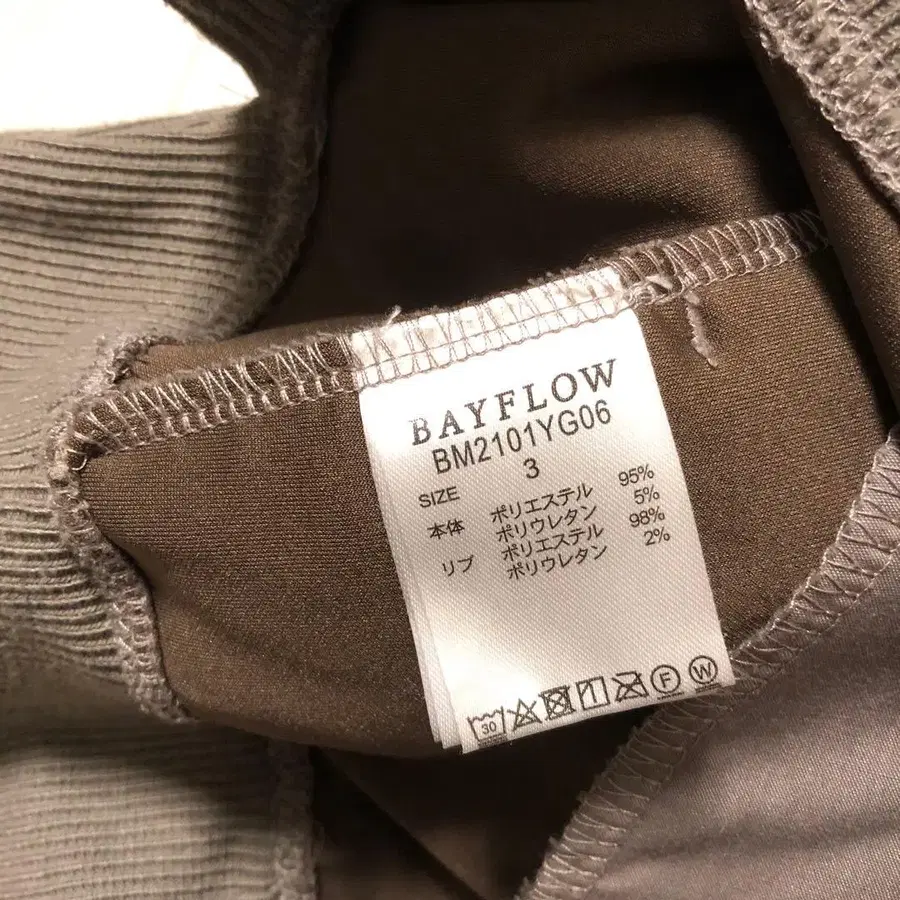 BAYFLOW
BM2101YG06
SIZE 3
本体 ポリエステル 95%
ポリウレタン 5%
リブ ポリエステル 98%
ポリウレタン 2%
30 F W